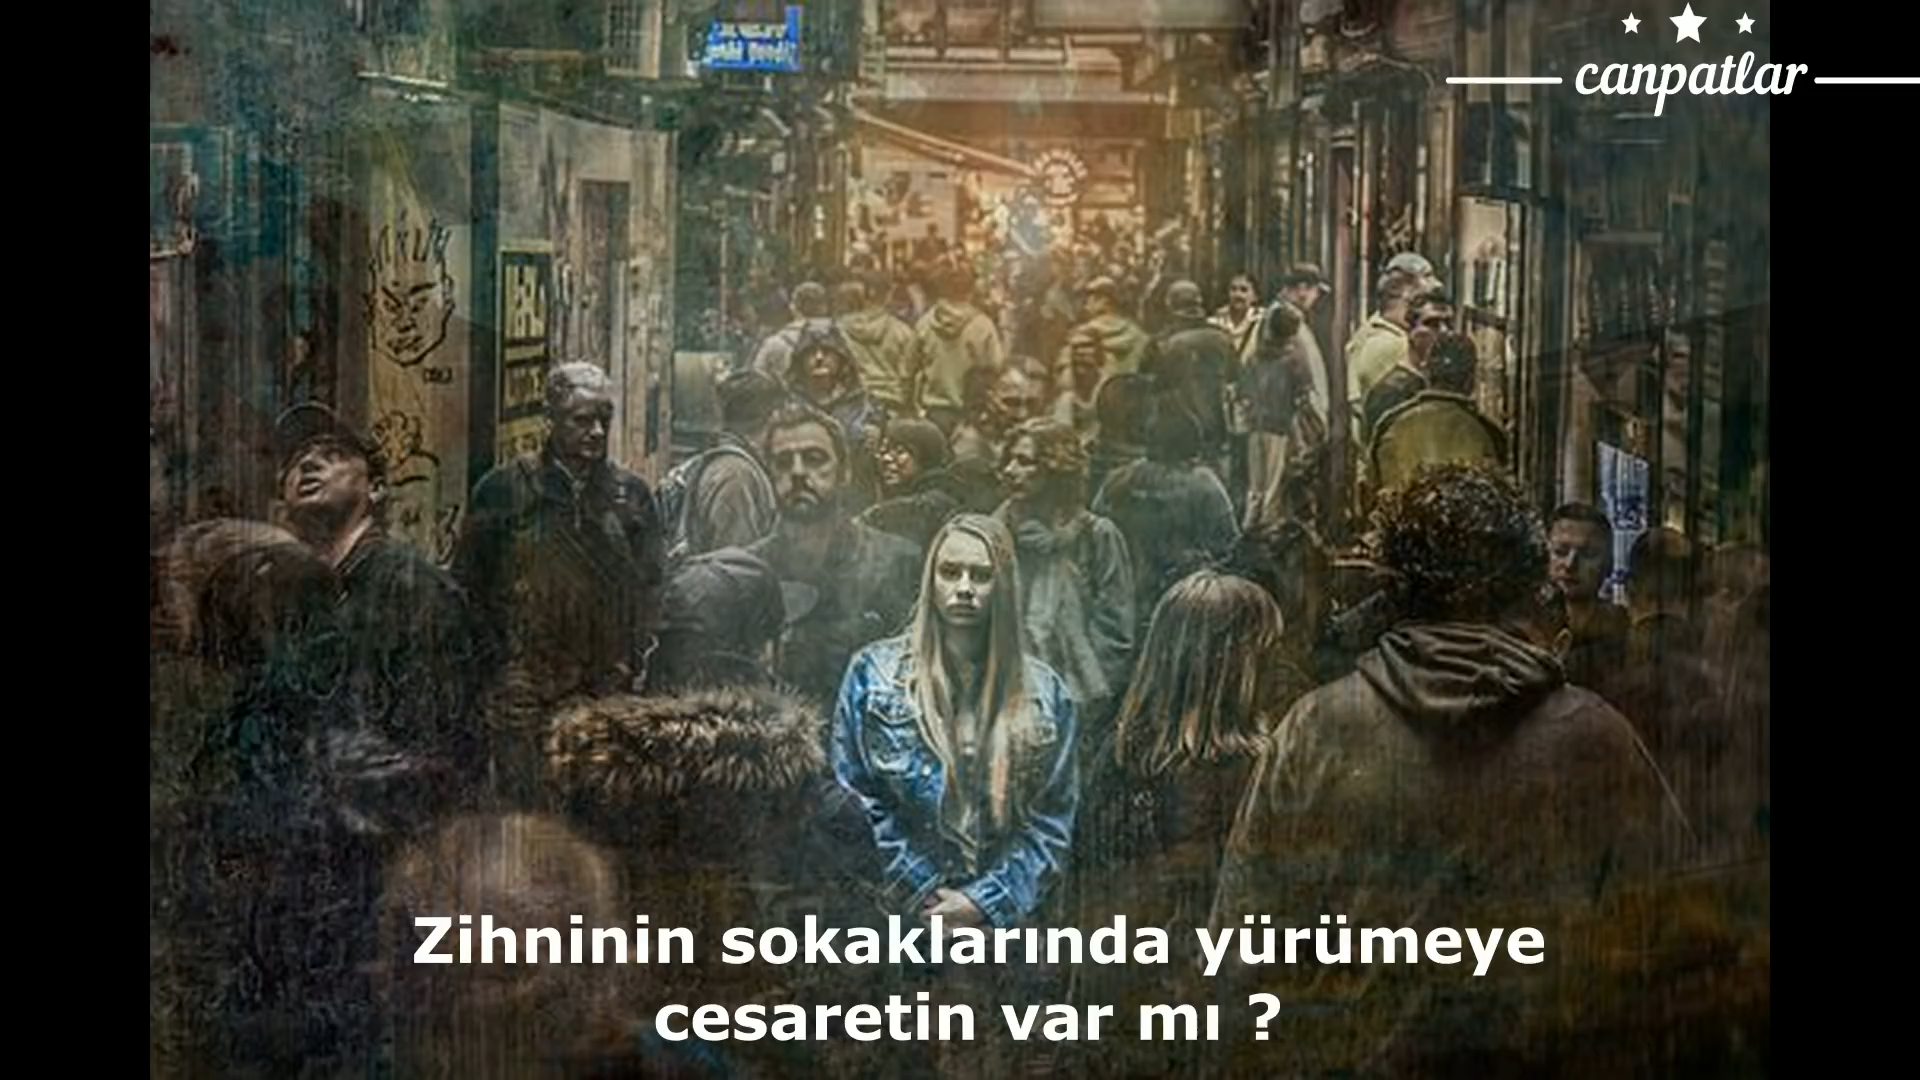 canpatlar
Zihninin sokaklarında yürümeye
cesaretin var mı ?